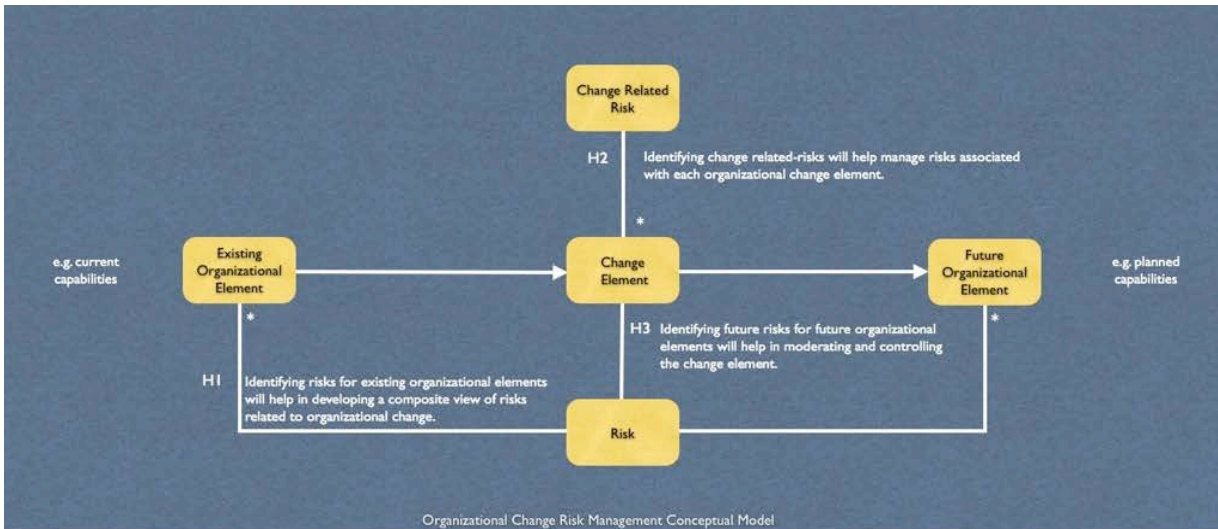 Change Related
Risk
H2
Identifying change related-risks will help manage risks associated
with each organizational change element.
*
e.g. current
capabilities
Existing
Organizational
Element
Change
Element
Future
Organizational
Element
e.g. planned
capabilities
*
*
H3
Identifying future risks for future organizational
elements will help in moderating and controlling
the change element.
H1
Identifying risks for existing organizational elements
will help in developing a composite view of risks
related to organizational change.
Risk
Organizational Change Risk Management Conceptual Model